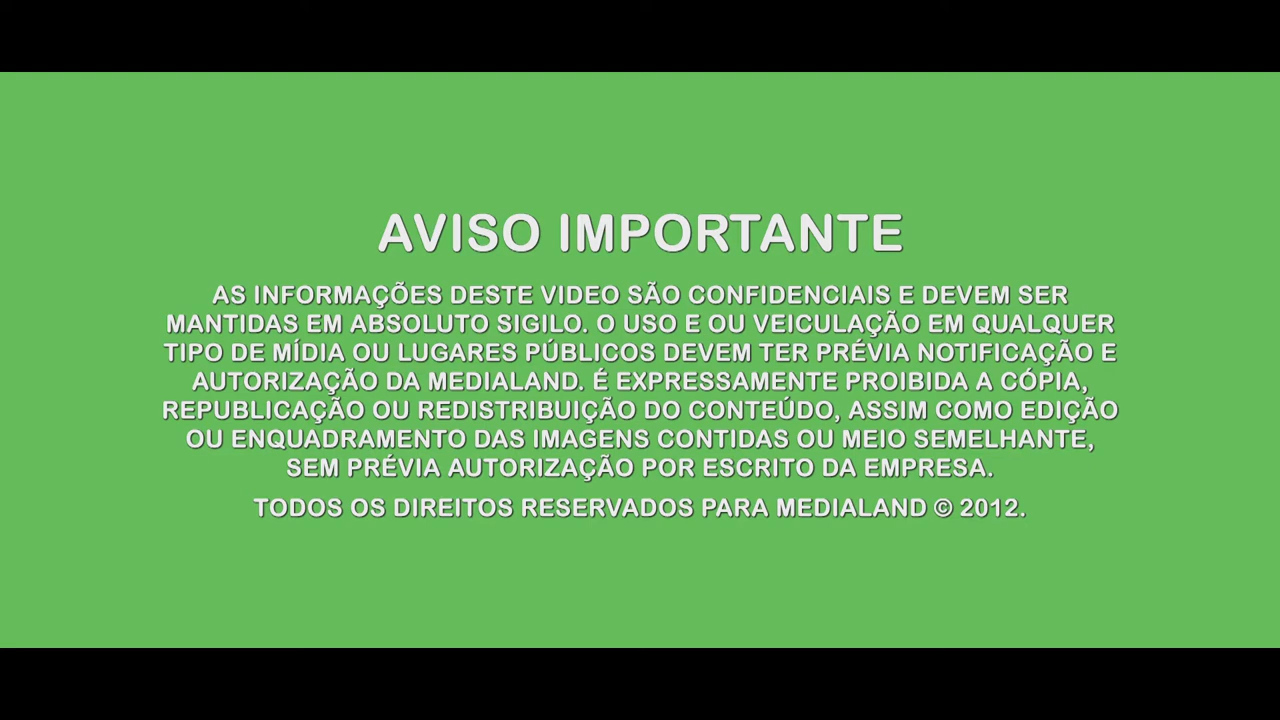 AVISO IMPORTANTE
AS INFORMAÇÕES DESTE VIDEO SÃO CONFIDENCIAIS E DEVEM SER
MANTIDAS EM ABSOLUTO SIGILO. O USO E OU VEICULAÇÃO EM QUALQUER
TIPO DE MÍDIA OU LUGARES PÚBLICOS DEVEM TER PRÉVIA NOTIFICAÇÃO E
AUTORIZAÇÃO DA MEDIALAND. É EXPRESSAMENTE PROIBIDA A CÓPIA,
REPUBLICAÇÃO OU REDISTRIBUIÇÃO DO CONTEÚDO, ASSIM COMO EDIÇÃO
OU ENQUADRAMENTO DAS IMAGENS CONTIDAS OU MEIO SEMELHANTE,
SEM PRÉVIA AUTORIZAÇÃO POR ESCRITO DA EMPRESA.
TODOS OS DIREITOS RESERVADOS PARA MEDIALAND © 2012.